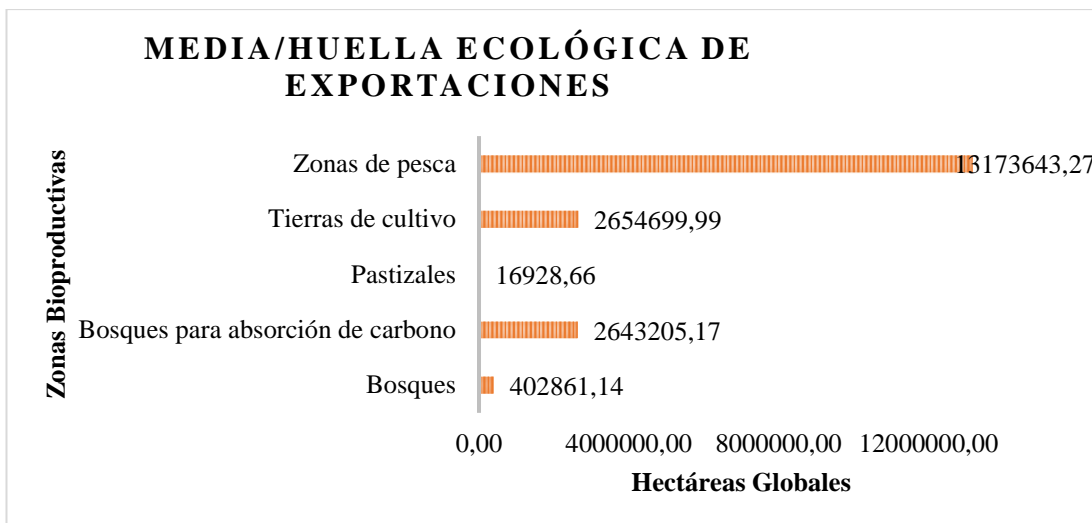 MEDIA/HUELLA ECOLÓGICA DE
EXPORTACIONES
Zonas Bioproductivas
Zonas de pesca
13173643,27
Tierras de cultivo
2654699,99
Pastizales
16928,66
Bosques para absorción de carbono
2643205,17
Bosques
402861,14
0,00 4000000,00 8000000,00 12000000,00
Hectáreas Globales